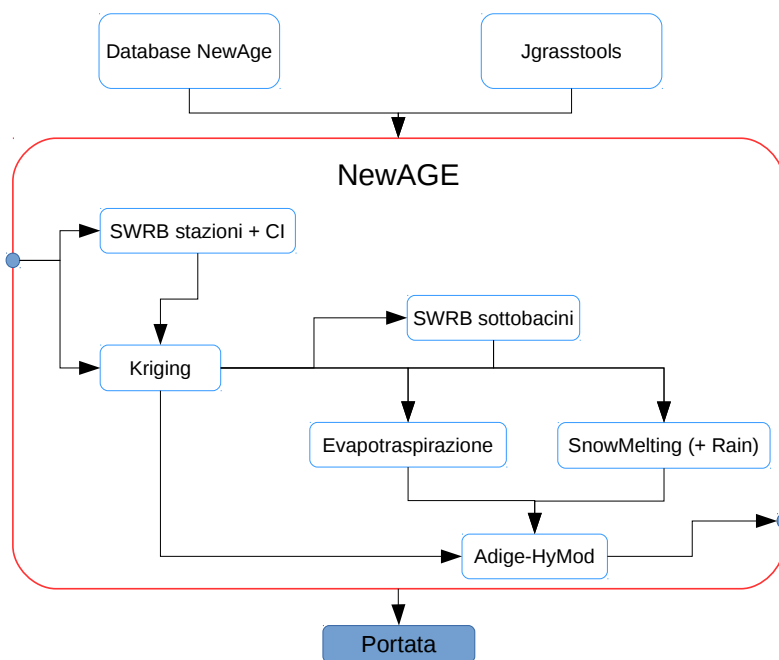 Database NewAge
Jgrasstools
NewAGE
SWRB stazioni + CI
SWRB sottobacini
Kriging
Evapotraspirazione
SnowMelting (+ Rain)
Adige-HyMod
Portata